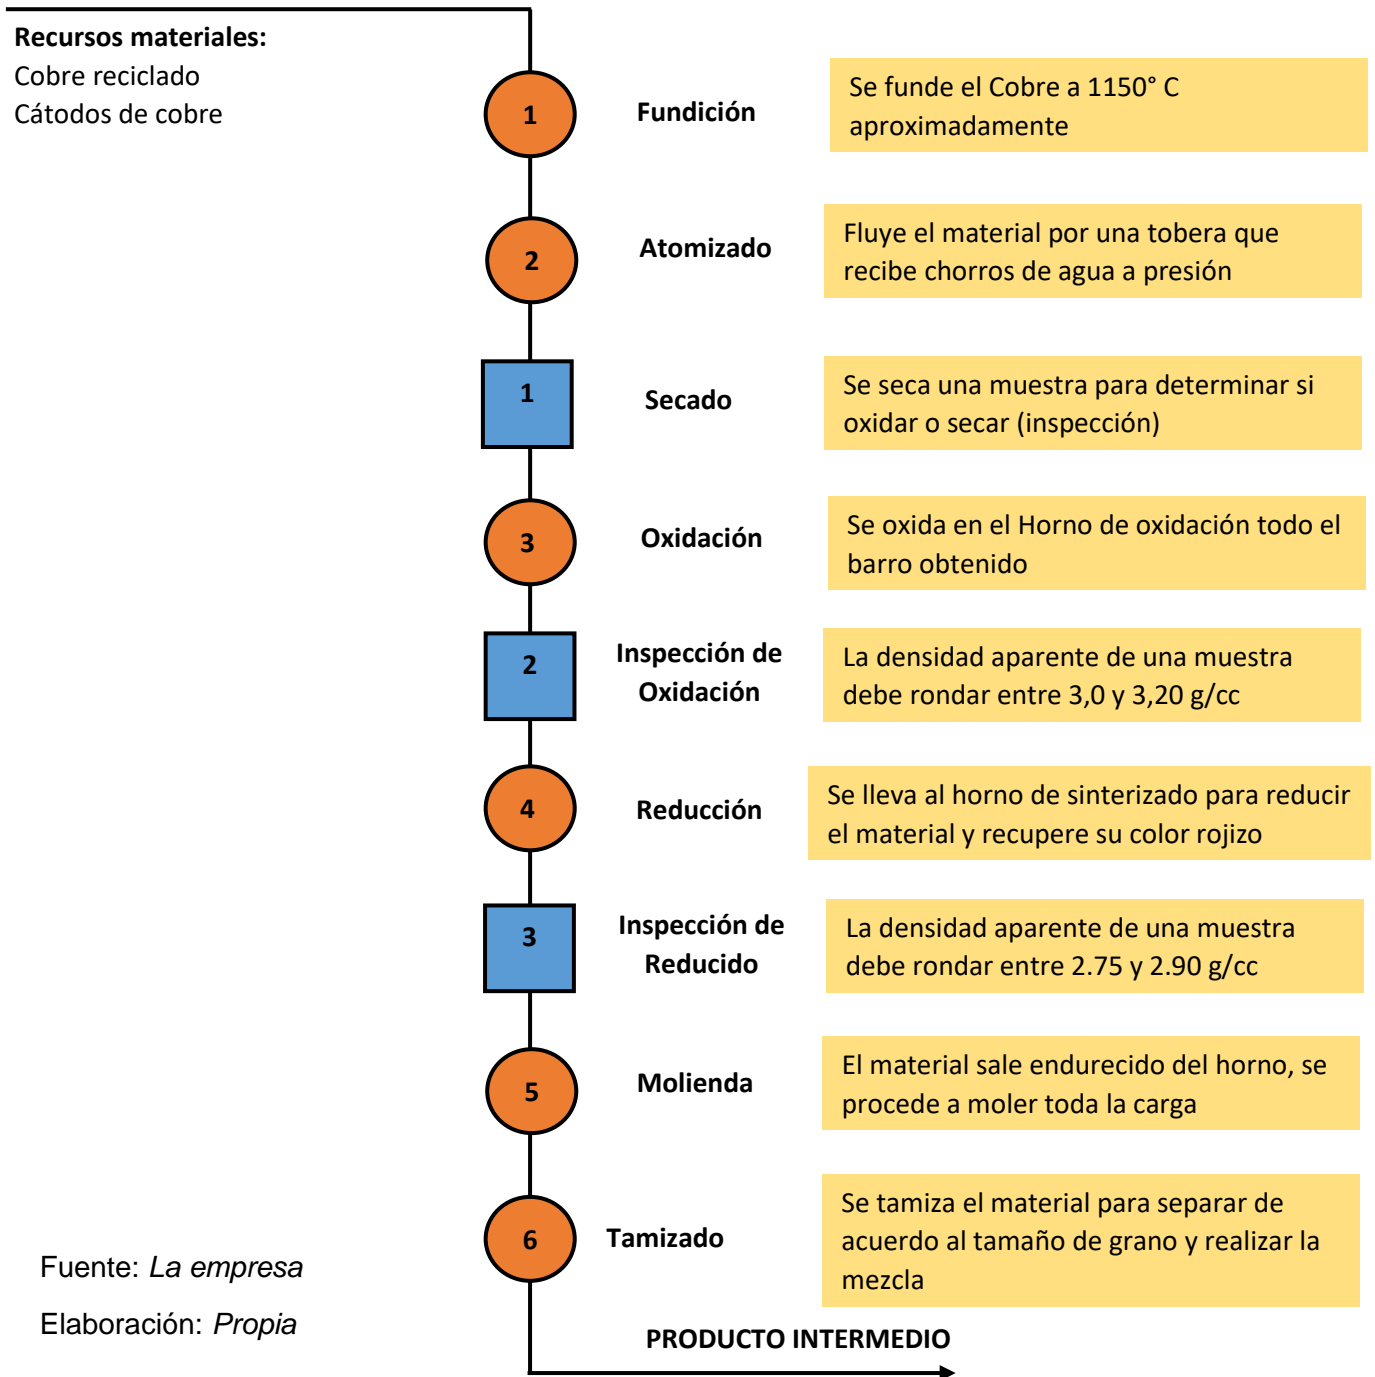 Recursos materiales:
Cobre reciclado
Cátodos de cobre
1
Fundición
Se funde el Cobre a 1150° C
aproximadamente
2
Atomizado
Fluye el material por una tobera que
recibe chorros de agua a presión
1
Secado
Se seca una muestra para determinar si
oxidar o secar (inspección)
3
Oxidación
Se oxida en el Horno de oxidación todo el
barro obtenido
2
Inspección de
Oxidación
La densidad aparente de una muestra
debe rondar entre 3,0 y 3,20 g/cc
4
Reducción
Se lleva al horno de sinterizado para reducir
el material y recupere su color rojizo
3
Inspección de
Reducido
La densidad aparente de una muestra
debe rondar entre 2.75 y 2.90 g/cc
5
Molienda
El material sale endurecido del horno, se
procede a moler toda la carga
6
Tamizado
Se tamiza el material para separar de
acuerdo al tamaño de grano y realizar la
mezcla
Fuente: La empresa
Elaboración: Propia
PRODUCTO INTERMEDIO